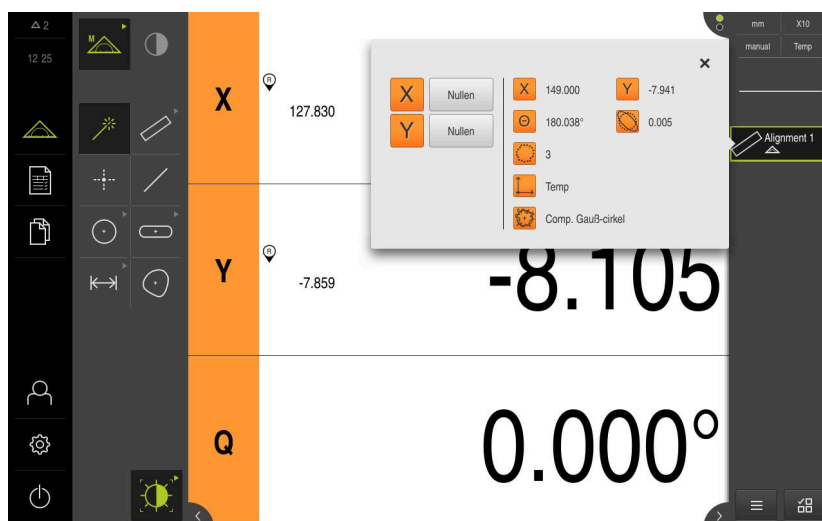 2
12 25
M
X
R
127.830
Y
R
-7.859
-8.105
Q
0.000°
X
Nullen
Y
Nullen
X
149.000
Y
-7.941
Θ
180.038°
0.005
3
Temp
Comp. Gauß-cirkel
mm
X10
manual
Temp
Alignment 1